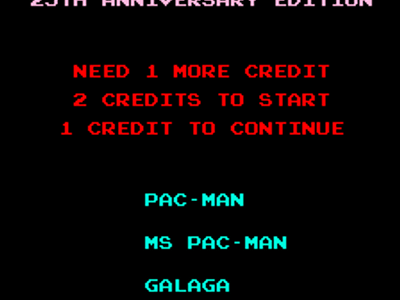 25TH ANNIVERSARY EDITION
NEED 1 MORE CREDIT
2 CREDITS TO START
1 CREDIT TO CONTINUE
PAC-MAN
MS PAC-MAN
GALAGA